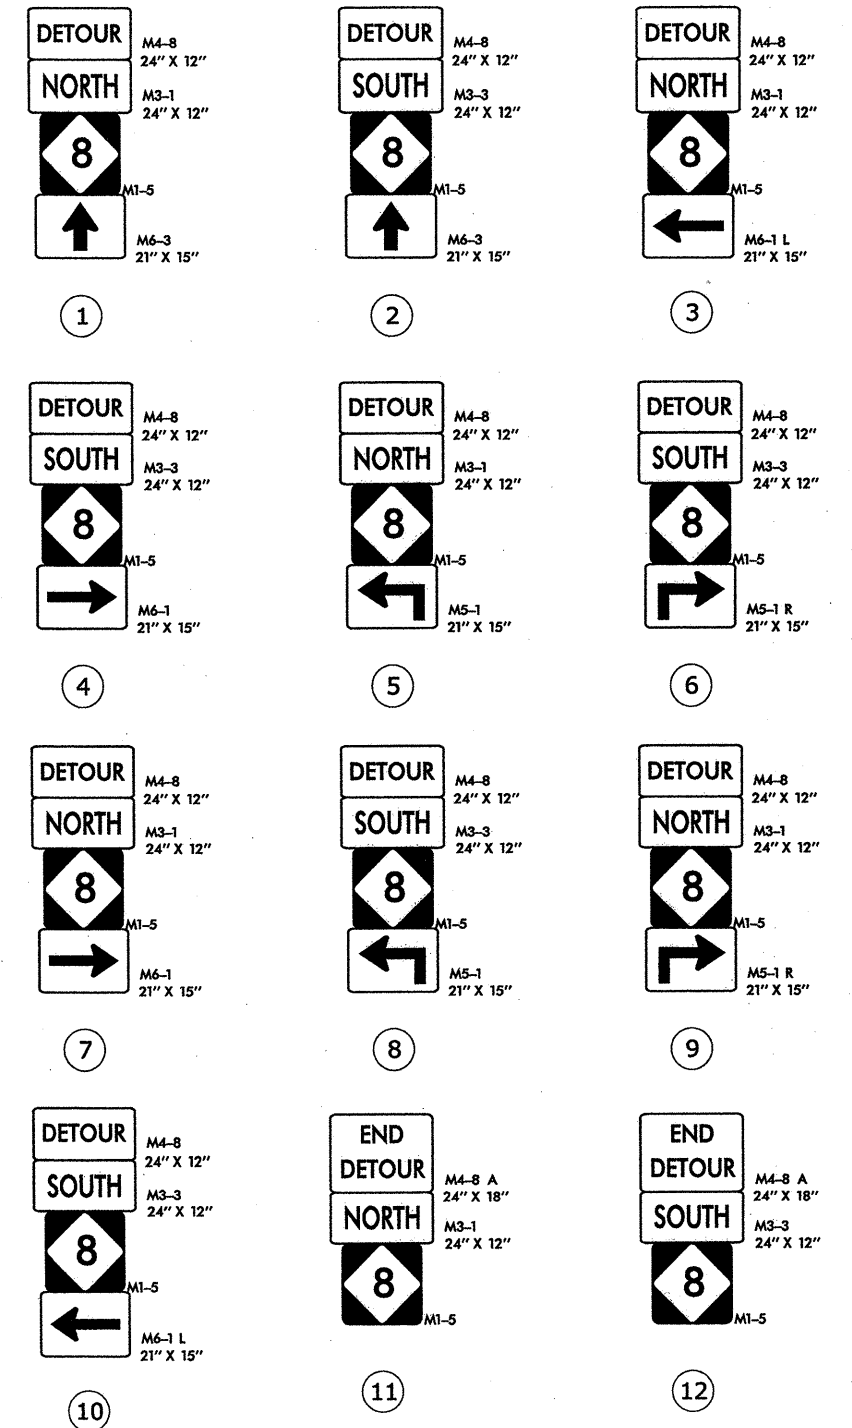 DETOUR
M4-8
24" X 12"
NORTH
M3-1
24" X 12"
8
M1-5
M6-3
21" X 15"
1
DETOUR
M4-8
24" X 12"
SOUTH
M3-3
24" X 12"
8
M1-5
M6-3
21" X 15"
2
DETOUR
M4-8
24" X 12"
NORTH
M3-1
24" X 12"
8
M1-5
M6-1 L
21" X 15"
3
DETOUR
M4-8
24" X 12"
SOUTH
M3-3
24" X 12"
8
M1-5
M6-1
21" X 15"
4
DETOUR
M4-8
24" X 12"
NORTH
M3-1
24" X 12"
8
M1-5
M5-1
21" X 15"
5
DETOUR
M4-8
24" X 12"
SOUTH
M3-3
24" X 12"
8
M1-5
M5-1 R
21" X 15"
6
DETOUR
M4-8
24" X 12"
NORTH
M3-1
24" X 12"
8
M1-5
M6-1
21" X 15"
7
DETOUR
M4-8
24" X 12"
SOUTH
M3-3
24" X 12"
8
M1-5
M5-1
21" X 15"
8
DETOUR
M4-8
24" X 12"
NORTH
M3-1
24" X 12"
8
M1-5
M5-1 R
21" X 15"
9
DETOUR
M4-8
24" X 12"
SOUTH
M3-3
24" X 12"
8
M1-5
M6-1 L
21" X 15"
10
END
DETOUR
M4-8 A
24" X 18"
NORTH
M3-1
24" X 12"
8
M1-5
11
END
DETOUR
M4-8 A
24" X 18"
SOUTH
M3-3
24" X 12"
8
M1-5
12